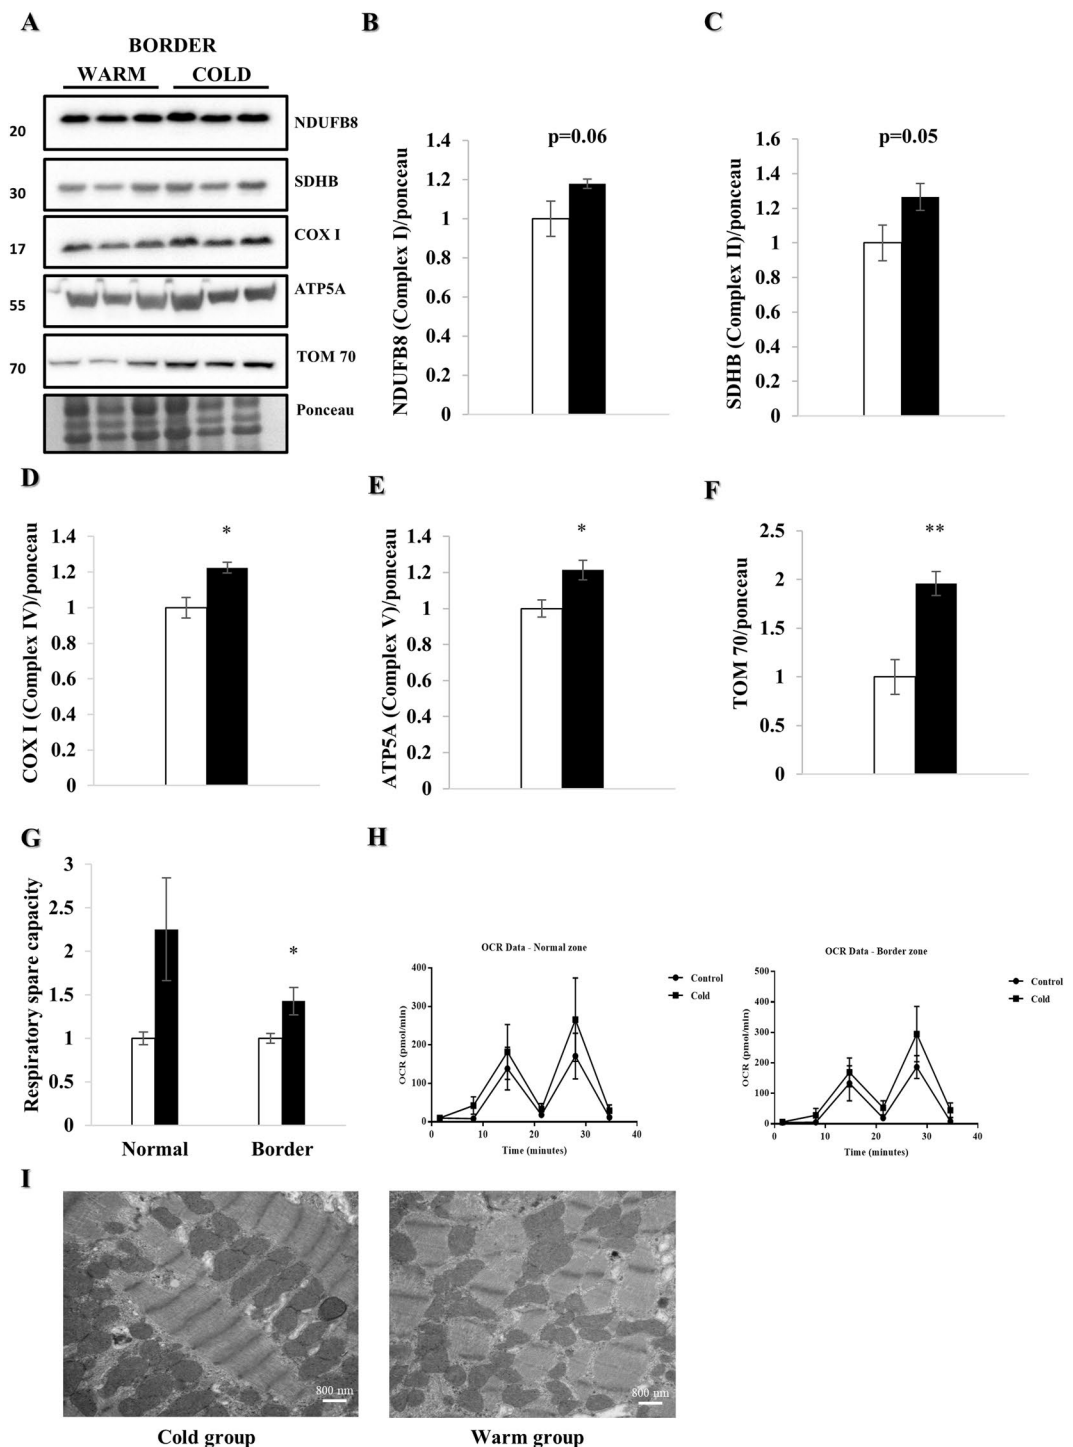 A
BORDER
WARM COLD
20 NDUFB8
30 SDHB
17 COX I
55 ATP5A
70 TOM 70
Ponceau
B
p=0.06
NDUFB8 (Complex I)/ponceau
1.4
1.2
1
0.8
0.6
0.4
0.2
0
C
p=0.05
SDHB (Complex II)/ponceau
1.6
1.4
1.2
1
0.8
0.6
0.4
0.2
0
D
*
COX I (Complex IV)/ponceau
1.4
1.2
1
0.8
0.6
0.4
0.2
0
E
*
ATP5A (Complex V)/ponceau
1.4
1.2
1
0.8
0.6
0.4
0.2
0
F
**
TOM 70/ponceau
2.5
2
1.5
1
0.5
0
G
Respiratory spare capacity
3
2.5
2
1.5
1
0.5
0
*
Normal Border
H
OCR Data - Normal zone
OCR (pmol/min)
400
300
200
100
0
0 10 20 30 40
Time (minutes)
Control
Cold
OCR Data - Border zone
OCR (pmol/min)
500
400
300
200
100
0
0 10 20 30 40
Time (minutes)
Control
Cold
I
800 nm
800 nm
Cold group
Warm group